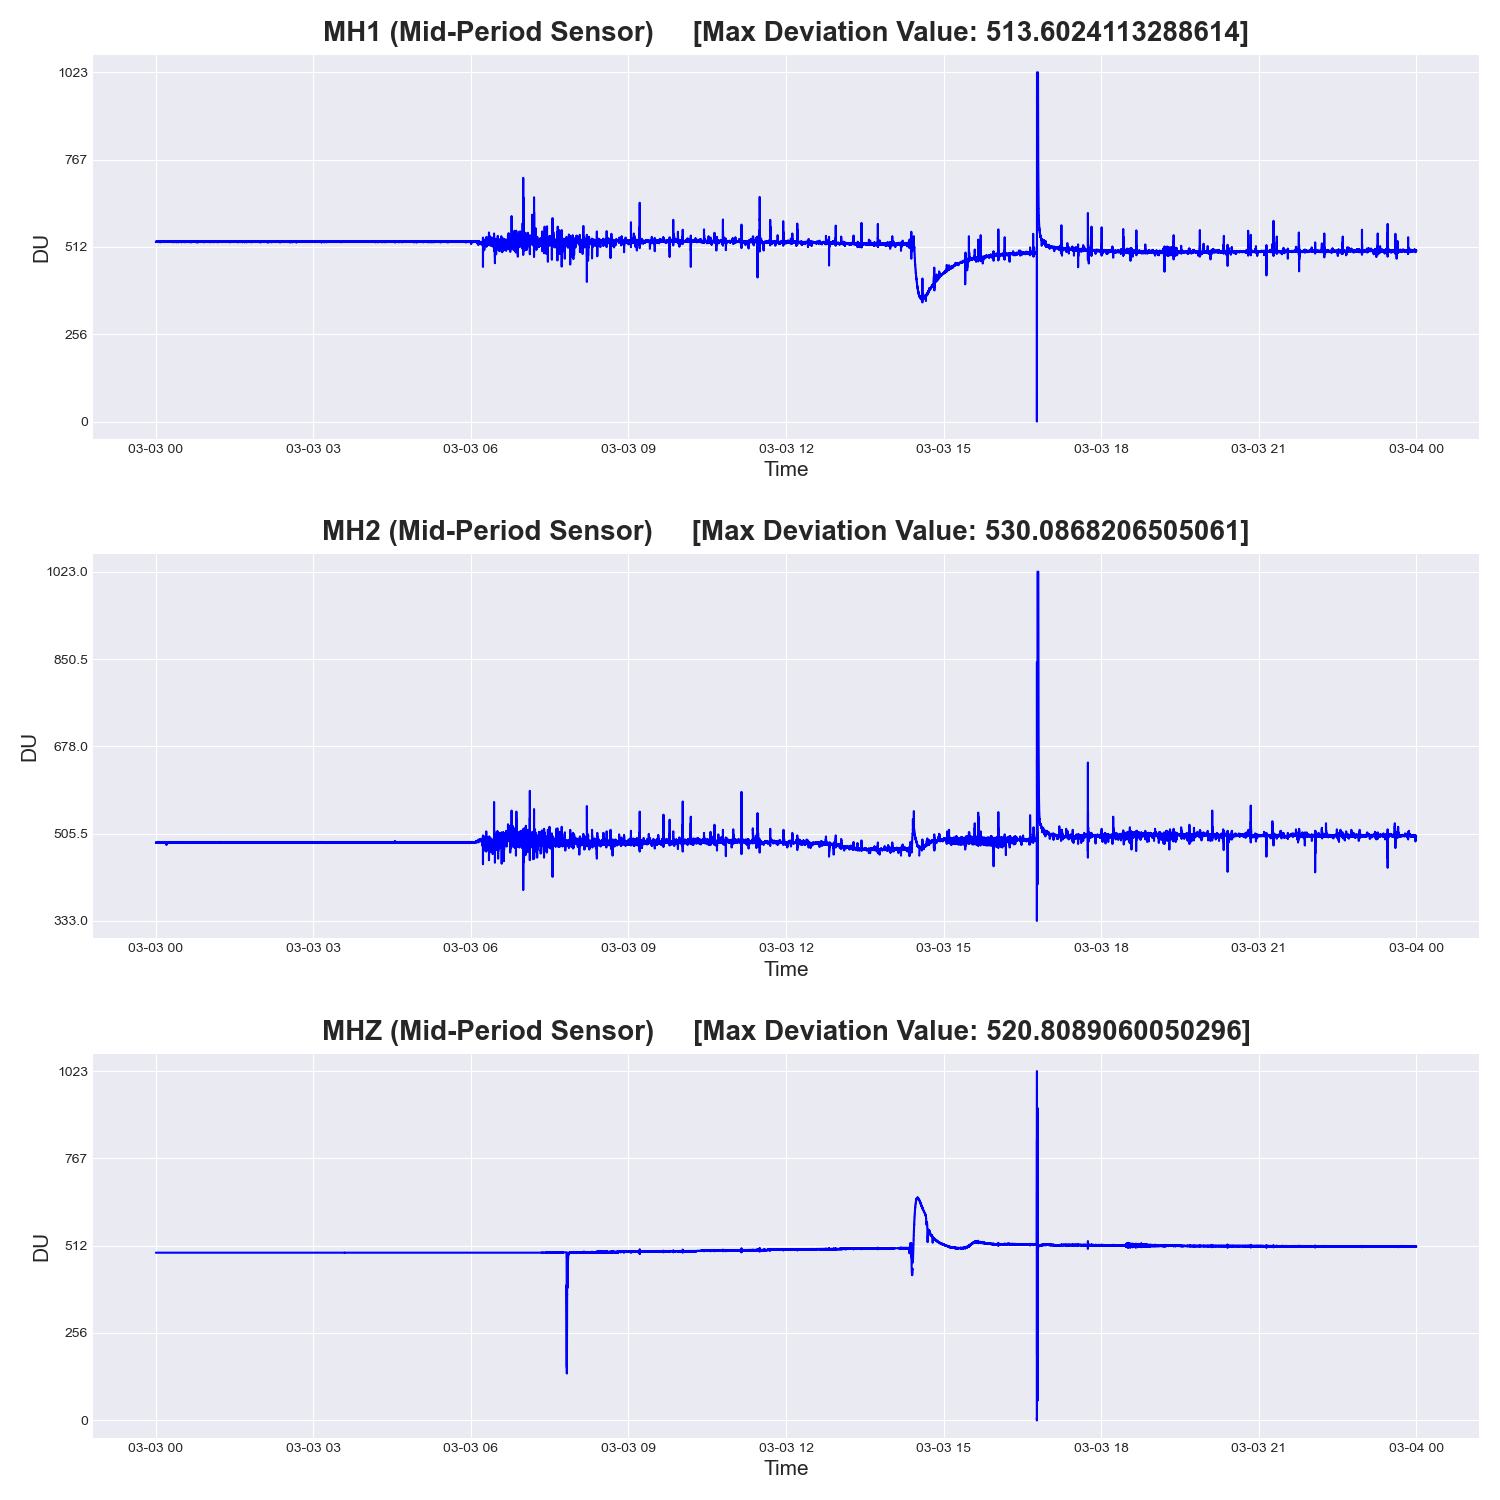 MH1 (Mid-Period Sensor) [Max Deviation Value: 513.6024113288614]
1023
767
512
256
0
DU
03-03 00 03-03 03 03-03 06 03-03 09 03-03 12 03-03 15 03-03 18 03-03 21 03-04 00
Time
MH2 (Mid-Period Sensor) [Max Deviation Value: 530.0868206505061]
1023.0
850.5
678.0
505.5
333.0
DU
03-03 00 03-03 03 03-03 06 03-03 09 03-03 12 03-03 15 03-03 18 03-03 21 03-04 00
Time
MHZ (Mid-Period Sensor) [Max Deviation Value: 520.8089060050296]
1023
767
512
256
0
DU
03-03 00 03-03 03 03-03 06 03-03 09 03-03 12 03-03 15 03-03 18 03-03 21 03-04 00
Time